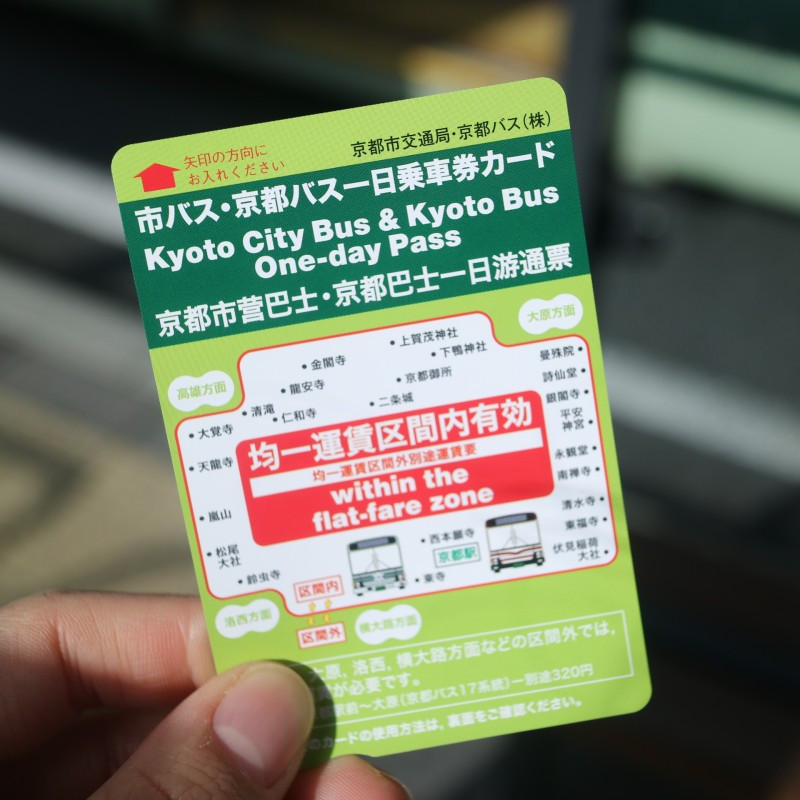 矢印の方向に
お入れください
京都市交通局・京都バス(株)
市バス・京都バス一日乗車券カード
Kyoto City Bus & Kyoto Bus
One-day Pass
京都市营巴士・京都巴士一日游通票
大原方面
高雄方面
上賀茂神社
下鴨神社
金閣寺
京都御所
龍安寺
二条城
清滝
仁和寺
大覚寺
天龍寺
嵐山
松尾
大社
鈴虫寺
曼殊院
詩仙堂
銀閣寺
平安
神宮
永観堂
南禅寺
清水寺
東福寺
伏見稲荷
大社
均一運賃区間内有効
均一運賃区間外別途運賃要
within the
flat-fare zone
西本願寺
京都駅
東寺
区間内
区間外
洛西方面
横大路方面
大原, 洛西, 横大路方面などの区間外では,
が必要です。
駅前〜大原(京都バス17系統)ー別途320円
のカードの使用方法は, 裏面をご確認ください。